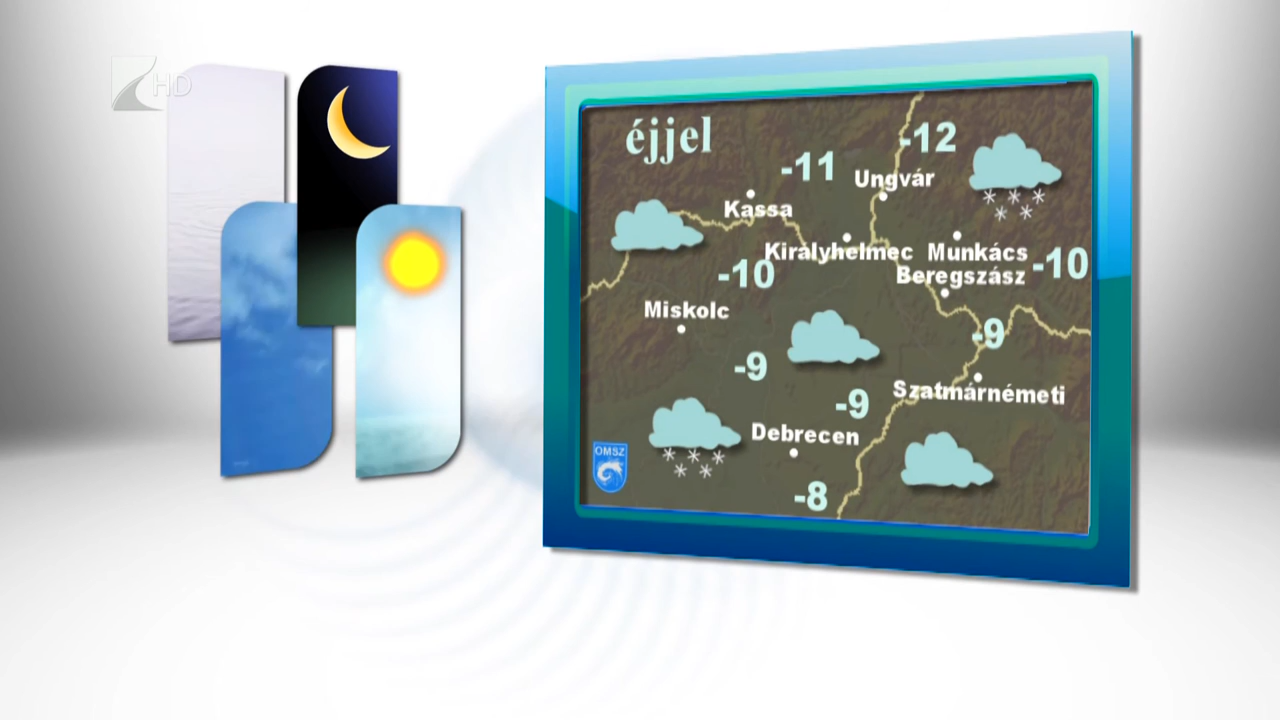 HD
éjjel
-12
-11
Ungvár
Kassa
Királyhelmec
Munkács
-10
-10
Beregszász
Miskolc
-9
-9
Szatmárnémeti
-9
Debrecen
OMSZ
-8